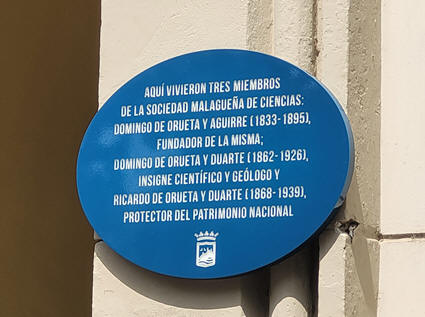 AQUÍ VIVIERON TRES MIEMBROS
DE LA SOCIEDAD MALAGUEÑA DE CIENCIAS:
DOMINGO DE ORUETA Y AGUIRRE (1833-1895),
FUNDADOR DE LA MISMA;
DOMINGO DE ORUETA Y DUARTE (1862-1926),
INSIGNE CIENTÍFICO Y GEÓLOGO Y
RICARDO DE ORUETA Y DUARTE (1868-1939),
PROTECTOR DEL PATRIMONIO NACIONAL